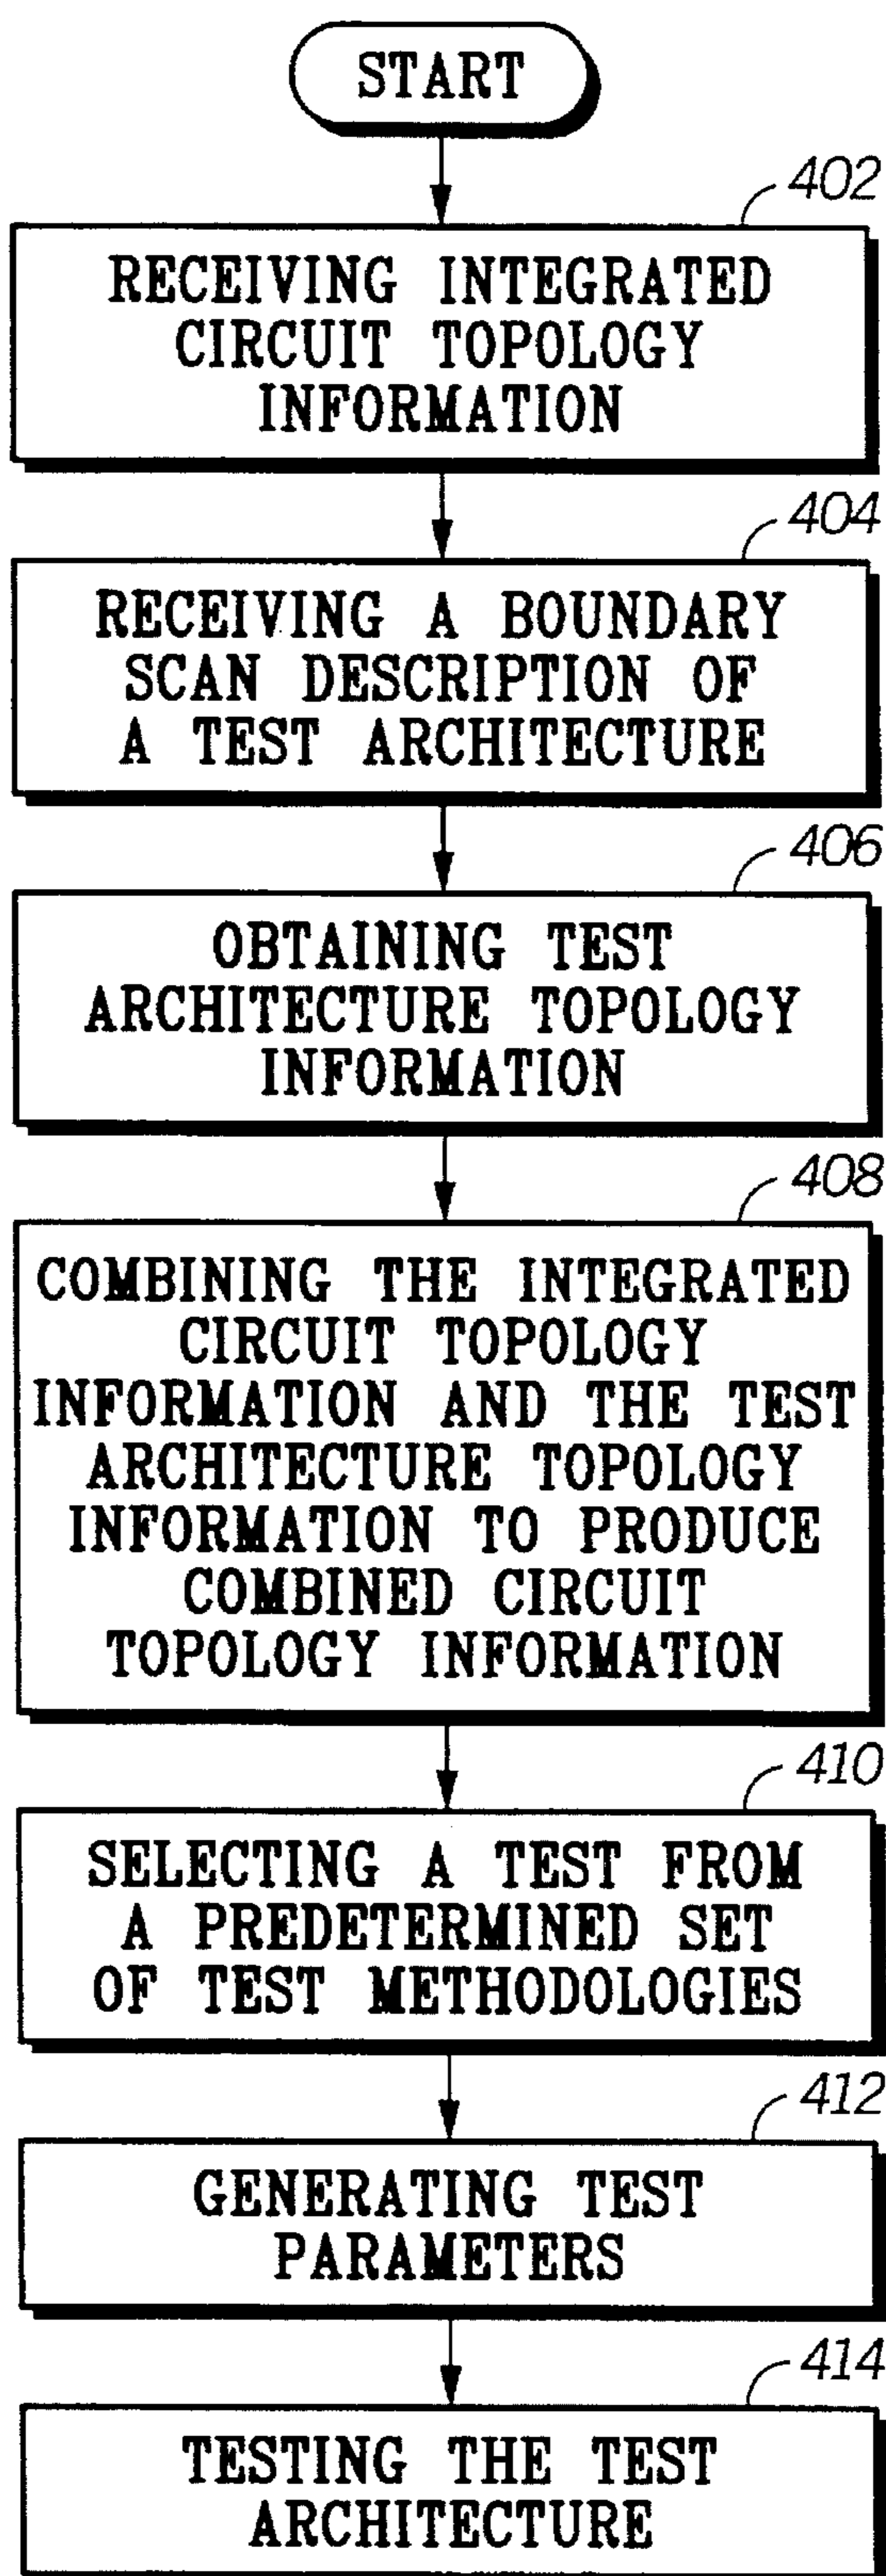 START
402
RECEIVING INTEGRATED
CIRCUIT TOPOLOGY
INFORMATION
404
RECEIVING A BOUNDARY
SCAN DESCRIPTION OF
A TEST ARCHITECTURE
406
OBTAINING TEST
ARCHITECTURE TOPOLOGY
INFORMATION
408
COMBINING THE INTEGRATED
CIRCUIT TOPOLOGY
INFORMATION AND THE TEST
ARCHITECTURE TOPOLOGY
INFORMATION TO PRODUCE
COMBINED CIRCUIT
TOPOLOGY INFORMATION
410
SELECTING A TEST FROM
A PREDETERMINED SET
OF TEST METHODOLOGIES
412
GENERATING TEST
PARAMETERS
414
TESTING THE TEST
ARCHITECTURE